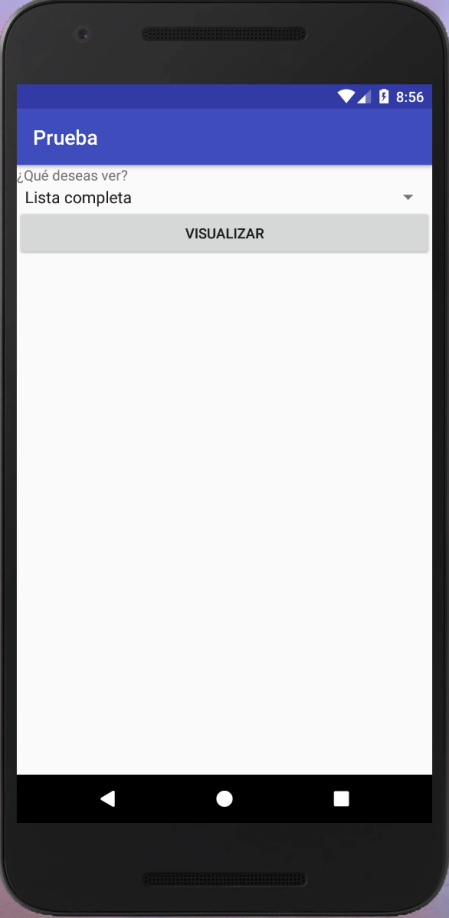 8:56
Prueba
¿Qué deseas ver?
Lista completa
VISUALIZAR